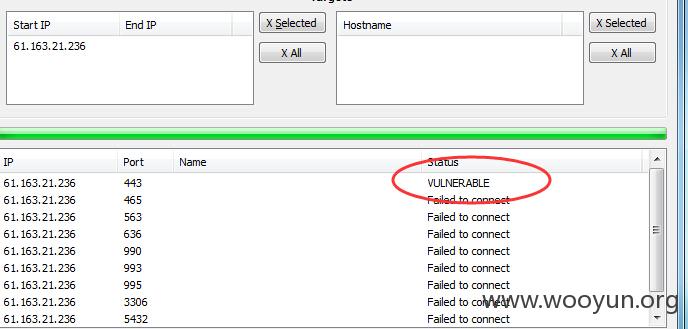 Start IP End IP X Selected Hostname X Selected
61.163.21.236 X All X All
IP Port Name Status
61.163.21.236 443 VULNERABLE
61.163.21.236 465 Failed to connect
61.163.21.236 563 Failed to connect
61.163.21.236 636 Failed to connect
61.163.21.236 990 Failed to connect
61.163.21.236 993 Failed to connect
61.163.21.236 995 Failed to connect
61.163.21.236 3306 Failed to connect
61.163.21.236 5432 Failed to connect
www.wooyun.org